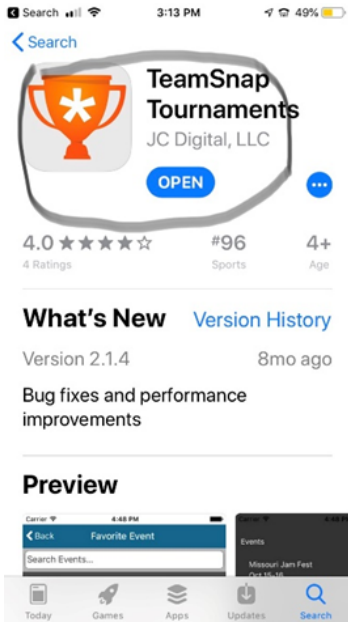 Search 3:13 PM 49%
Search
TeamSnap
Tournaments
JC Digital, LLC
OPEN
4.0 #96 4+
4 Ratings Sports Age
What's New Version History
Version 2.1.4 8mo ago
Bug fixes and performance
improvements
Preview
Carrier 4:48 PM Carrier 4:48 PM
Back Favorite Event
Events
Search Events...
Missouri Jam Fest
Oct 15-16
Today Games Apps Updates Search